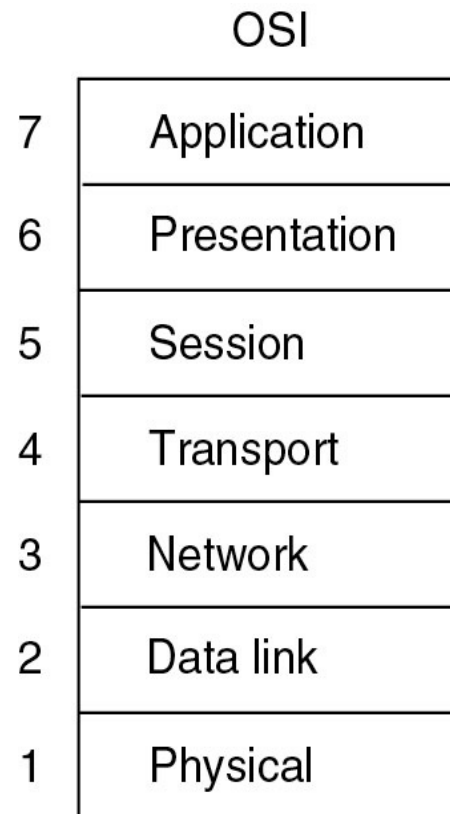 OSI
7 Application
6 Presentation
5 Session
4 Transport
3 Network
2 Data link
1 Physical